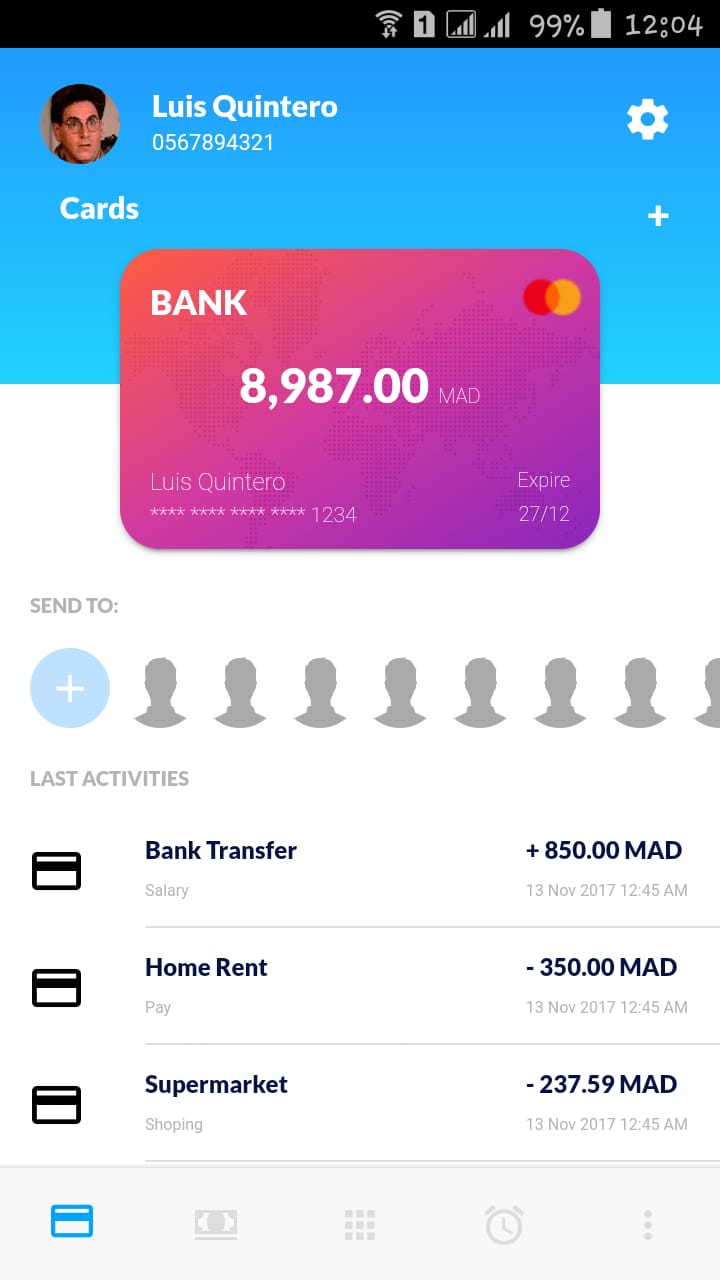 1 99% 12:04
Luis Quintero
0567894321
Cards
BANK
8,987.00 MAD
Luis Quintero Expire
**** **** **** **** 1234 27/12
SEND TO:
LAST ACTIVITIES
Bank Transfer + 850.00 MAD
Salary 13 Nov 2017 12:45 AM
Home Rent - 350.00 MAD
Pay 13 Nov 2017 12:45 AM
Supermarket - 237.59 MAD
Shoping 13 Nov 2017 12:45 AM